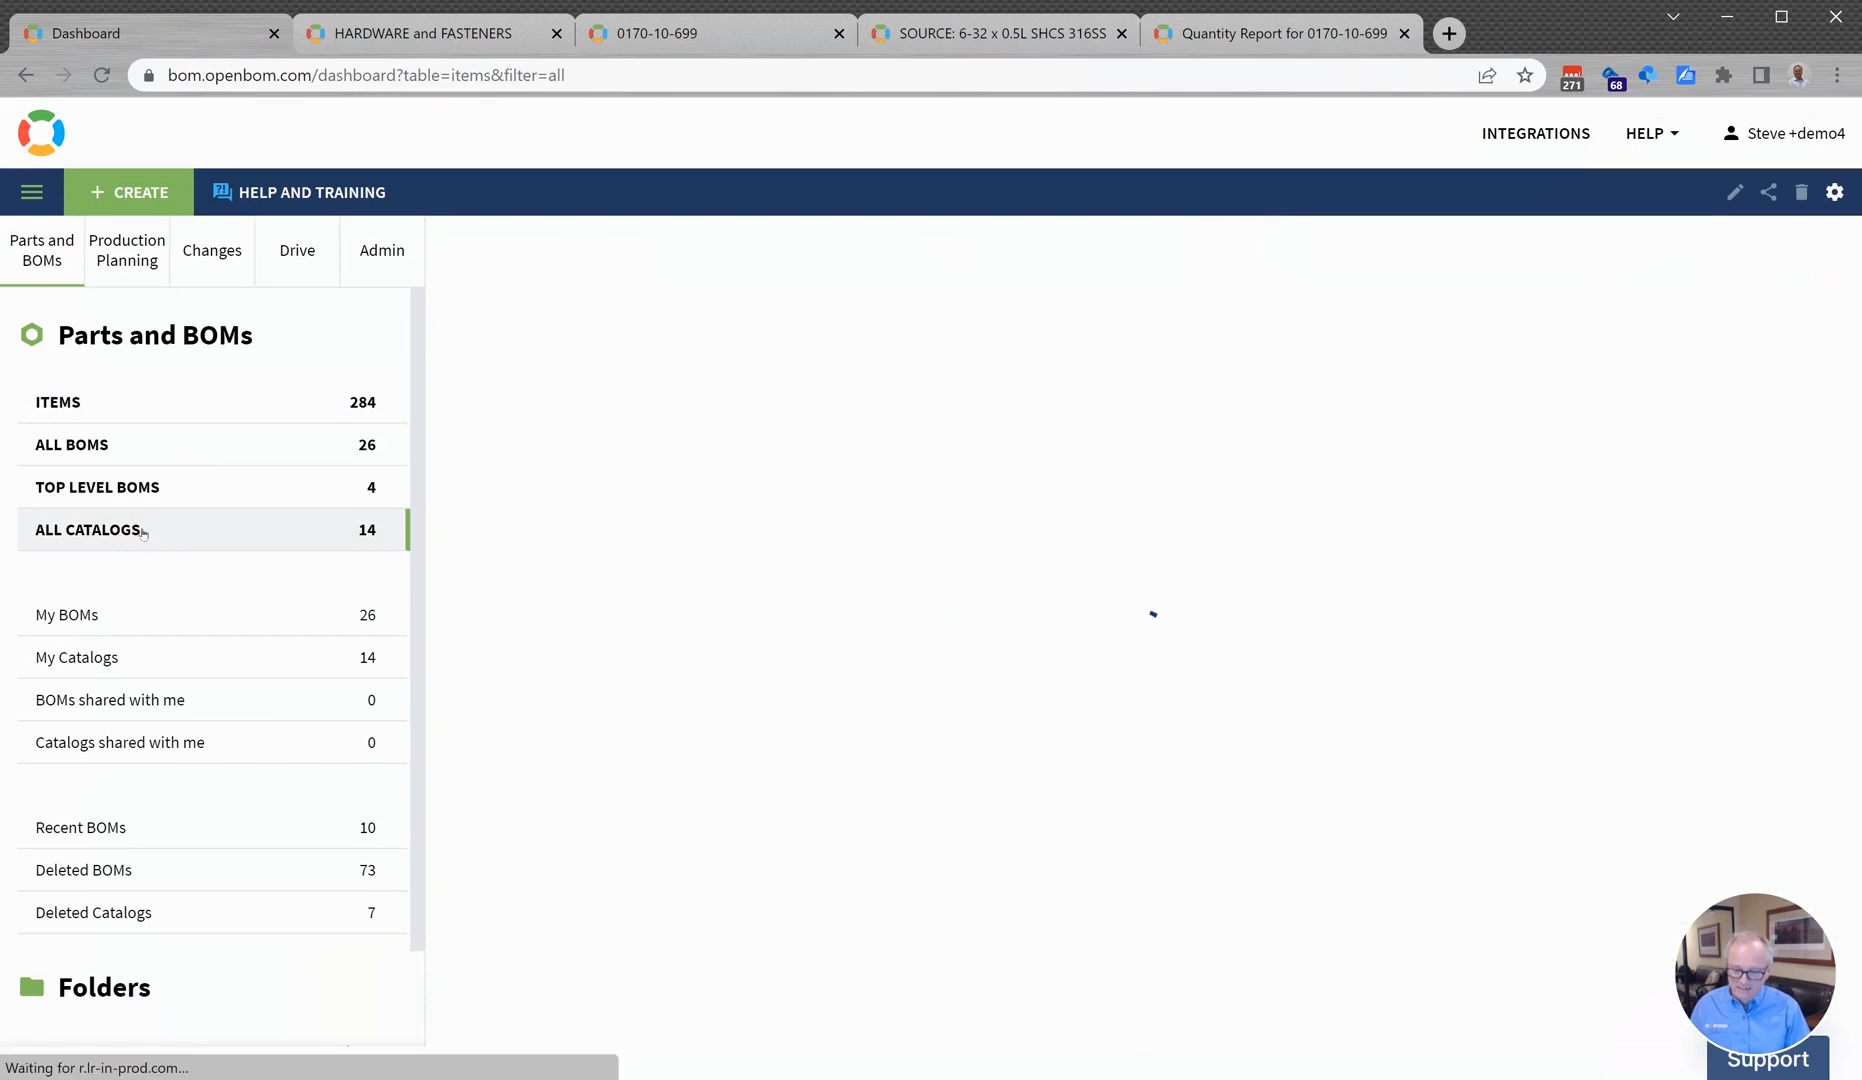 Dashboard
HARDWARE and FASTENERS
0170-10-699
SOURCE: 6-32 x 0.5L SHCS 316SS
Quantity Report for 0170-10-699
bom.openbom.com/dashboard?table=items&filter=all
271
68
INTEGRATIONS
HELP
Steve +demo4
CREATE
HELP AND TRAINING
Parts and BOMs
Production Planning
Changes
Drive
Admin
Parts and BOMs
ITEMS 284
ALL BOMS 26
TOP LEVEL BOMS 4
ALL CATALOGS 14
My BOMs 26
My Catalogs 14
BOMs shared with me 0
Catalogs shared with me 0
Recent BOMs 10
Deleted BOMs 73
Deleted Catalogs 7
Folders
Support
Waiting for r.lr-in-prod.com...